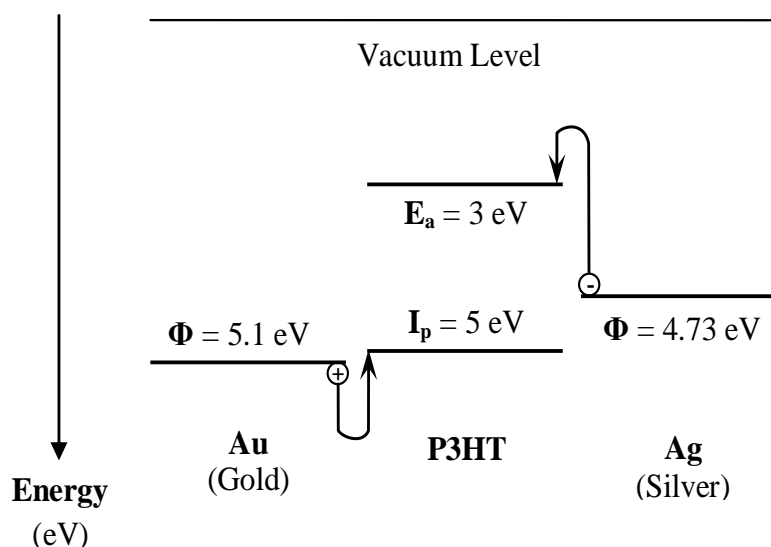 Vacuum Level
Eₐ = 3 eV
Φ = 5.1 eV
Iₚ = 5 eV
Φ = 4.73 eV
-
+
Au
(Gold)
P3HT
Ag
(Silver)
Energy
(eV)